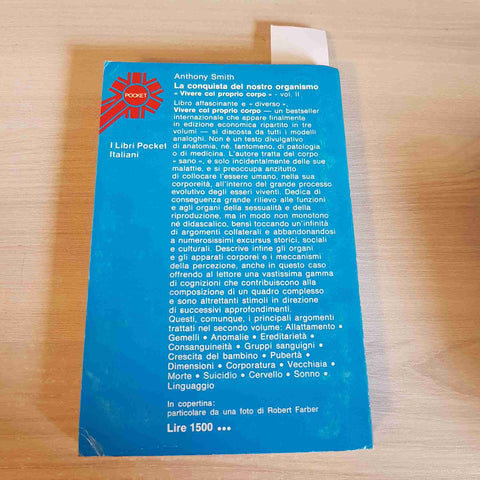 POCKET
I Libri Pocket
Italiani
Anthony Smith
La conquista del nostro organismo
« Vivere col proprio corpo » - vol. II
Libro affascinante e « diverso ».
Vivere col proprio corpo — un bestseller
internazionale che appare finalmente
in edizione economica ripartito in tre
volumi — si discosta da tutti i modelli
analoghi. Non è un testo divulgativo
di anatomia, né, tantomeno, di patologia
o di medicina. L'autore tratta del corpo
« sano », e solo incidentalmente delle sue
malattie, e si preoccupa anzitutto
di collocare l'essere umano, nella sua
corporeità, all'interno del grande processo
evolutivo degli esseri viventi. Dedica di
conseguenza grande rilievo alle funzioni
e agli organi della sessualità e della
riproduzione, ma in modo non monotono
né didascalico, bensì toccando un'infinità
di argomenti collaterali e abbandonandosi
a numerosissimi excursus storici, sociali
e culturali. Descrive infine gli organi
e gli apparati corporei e i meccanismi
della percezione, anche in questo caso
offrendo al lettore una vastissima gamma
di cognizioni che contribuiscono alla
composizione di un quadro complesso
e sono altrettanti stimoli in direzione
di successivi approfondimenti.
Questi, comunque, i principali argomenti
trattati nel secondo volume: Allattamento •
Gemelli • Anomalie • Ereditarietà •
Consanguineità • Gruppi sanguigni •
Crescita del bambino • Pubertà •
Dimensioni • Corporatura • Vecchiaia •
Morte • Suicidio • Cervello • Sonno •
Linguaggio
In copertina:
particolare da una foto di Robert Farber
Lire 1500 •••